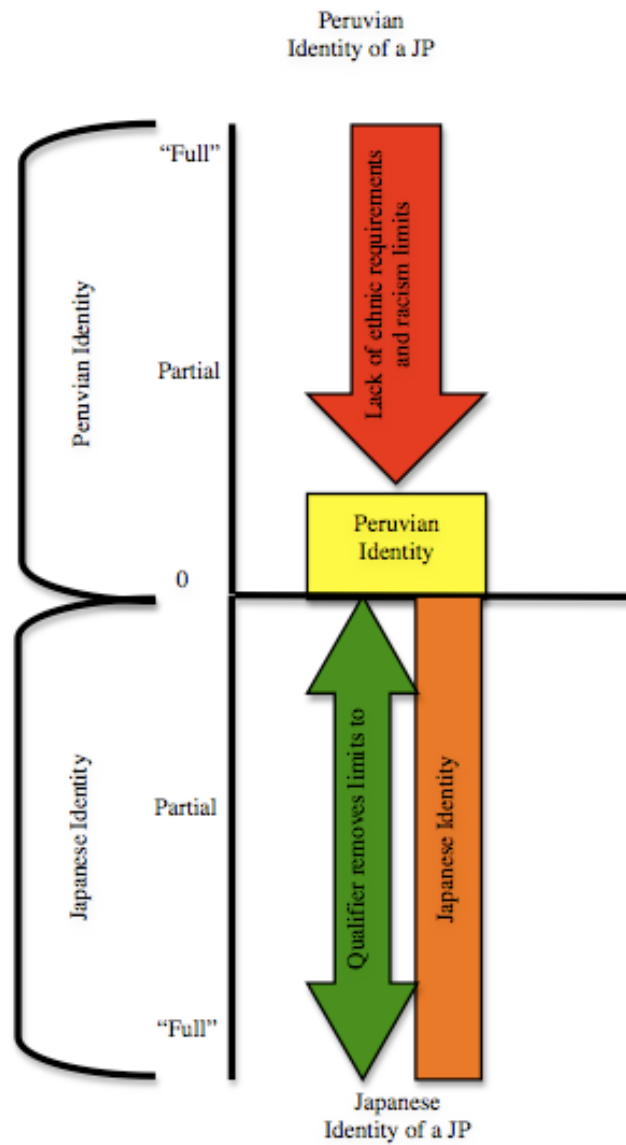 Peruvian
Identity of a JP
“Full”
Lack of ethnic requirements
and racism limits
Peruvian Identity
Partial
Peruvian
Identity
0
Qualifier removes limits to
Japanese Identity
Japanese Identity
Partial
“Full”
Japanese
Identity of a JP